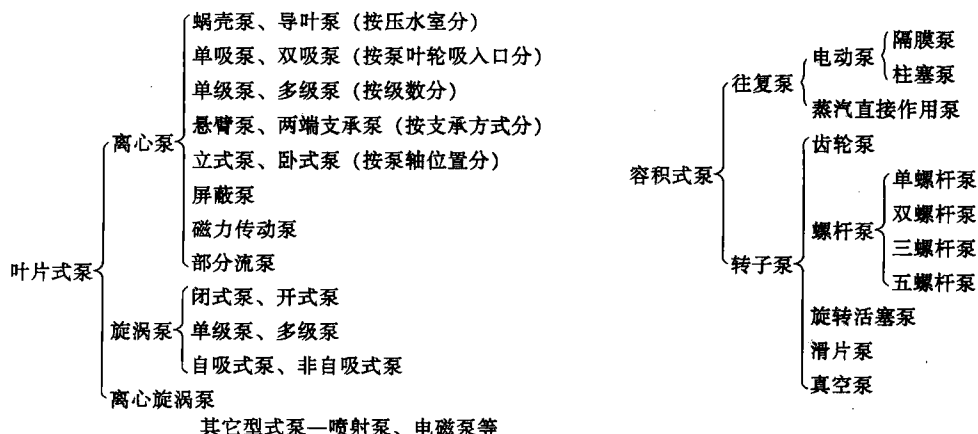 叶片式泵
离心泵
蜗壳泵、导叶泵（按压水室分）
单吸泵、双吸泵（按泵叶轮吸入口分）
单级泵、多级泵（按级数分）
悬臂泵、两端支承泵（按支承方式分）
立式泵、卧式泵（按泵轴位置分）
屏蔽泵
磁力传动泵
部分流泵
旋涡泵
闭式泵、开式泵
单级泵、多级泵
自吸式泵、非自吸式泵
离心旋涡泵
其它型式泵—喷射泵、电磁泵等
容积式泵
往复泵
电动泵
隔膜泵
柱塞泵
蒸汽直接作用泵
转子泵
齿轮泵
螺杆泵
单螺杆泵
双螺杆泵
三螺杆泵
五螺杆泵
旋转活塞泵
滑片泵
真空泵